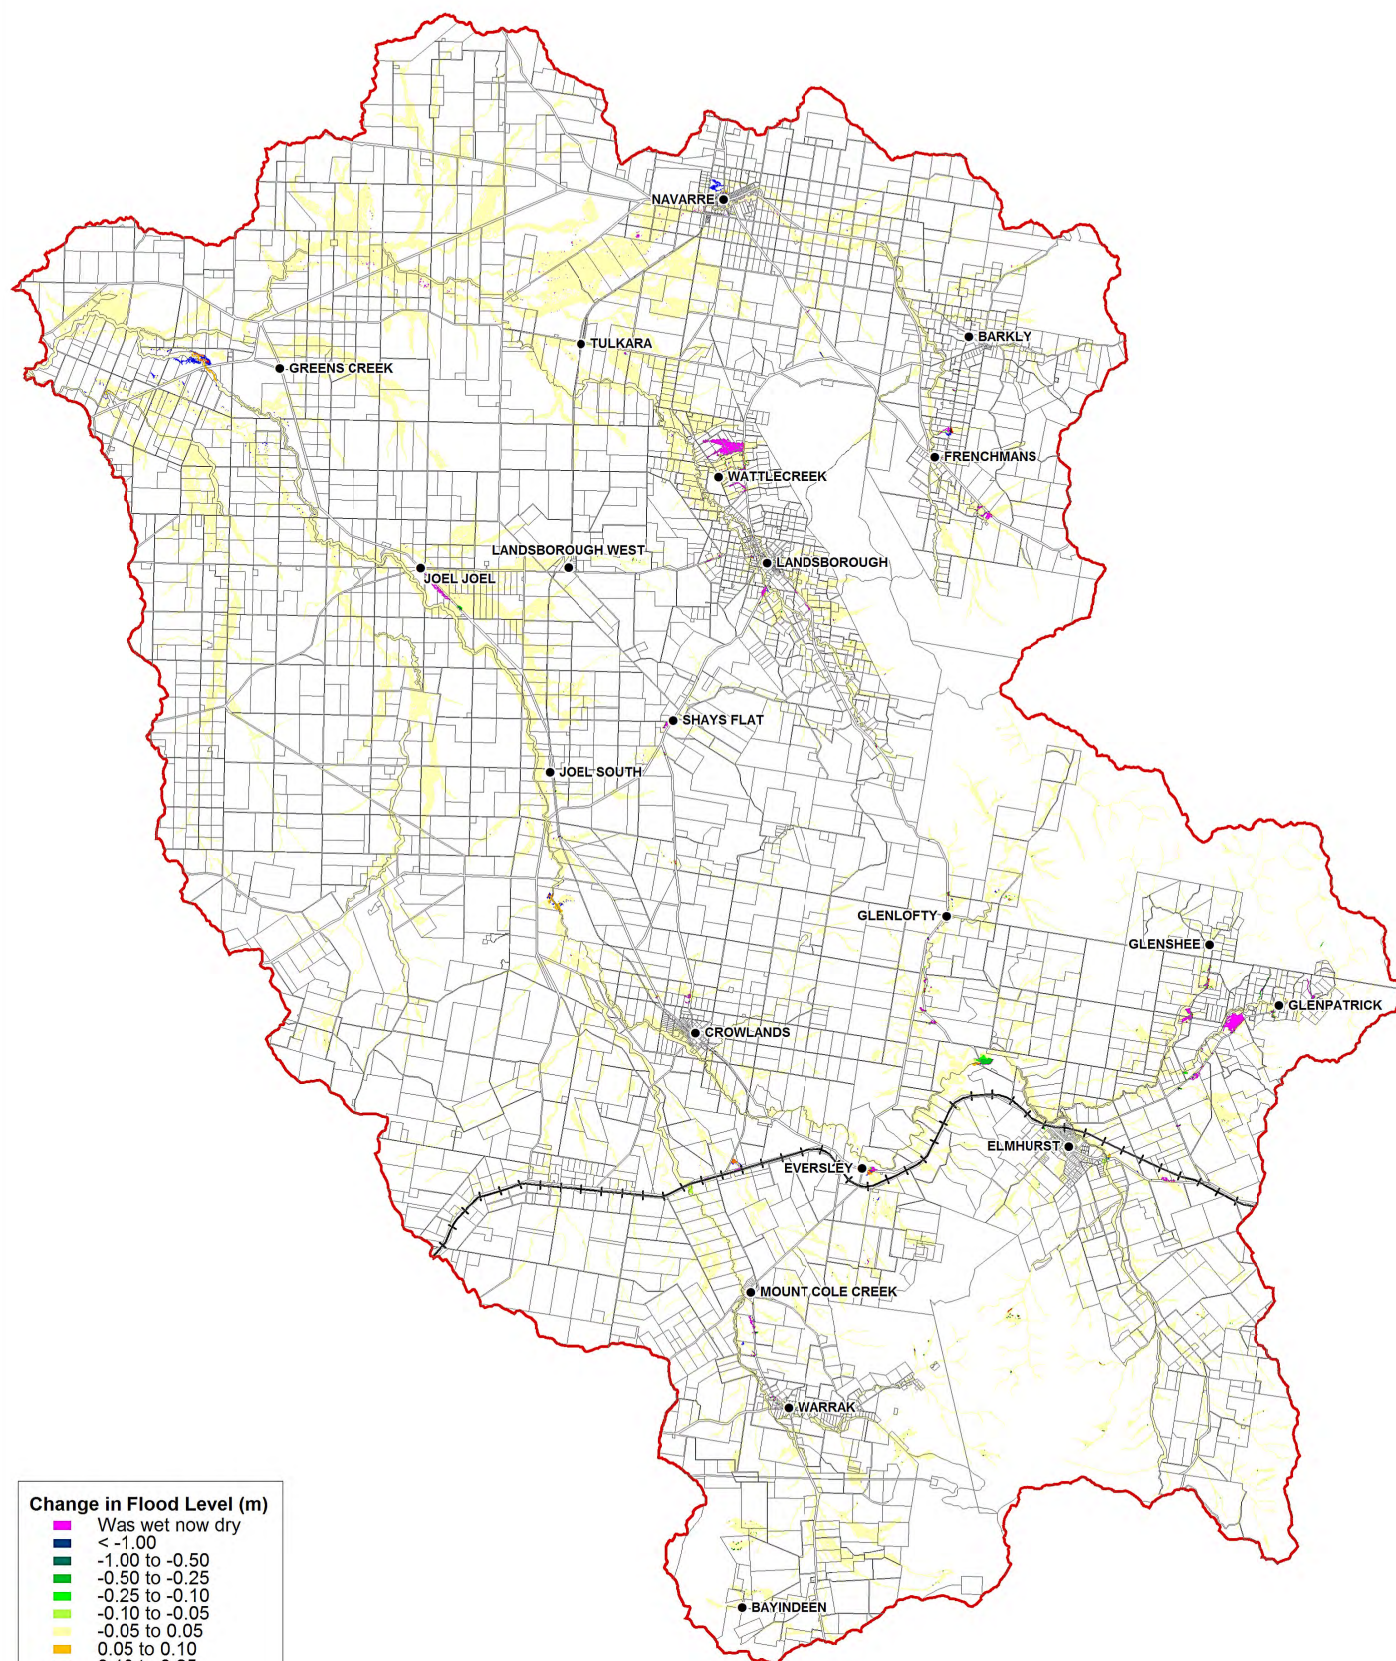 NAVARRE
BARKLY
TULKARA
GREENS CREEK
FRENCHMANS
WATTLECREEK
LANDSBOROUGH WEST
LANDSBOROUGH
JOEL JOEL
SHAYS FLAT
JOEL SOUTH
GLENLOFTY
GLENSHEE
GLENPATRICK
CROWLANDS
ELMHURST
EVERSLEY
MOUNT COLE CREEK
WARRAK
BAYINDEEN
Change in Flood Level (m)
Was wet now dry
< -1.00
-1.00 to -0.50
-0.50 to -0.25
-0.25 to -0.10
-0.10 to -0.05
-0.05 to 0.05
0.05 to 0.10